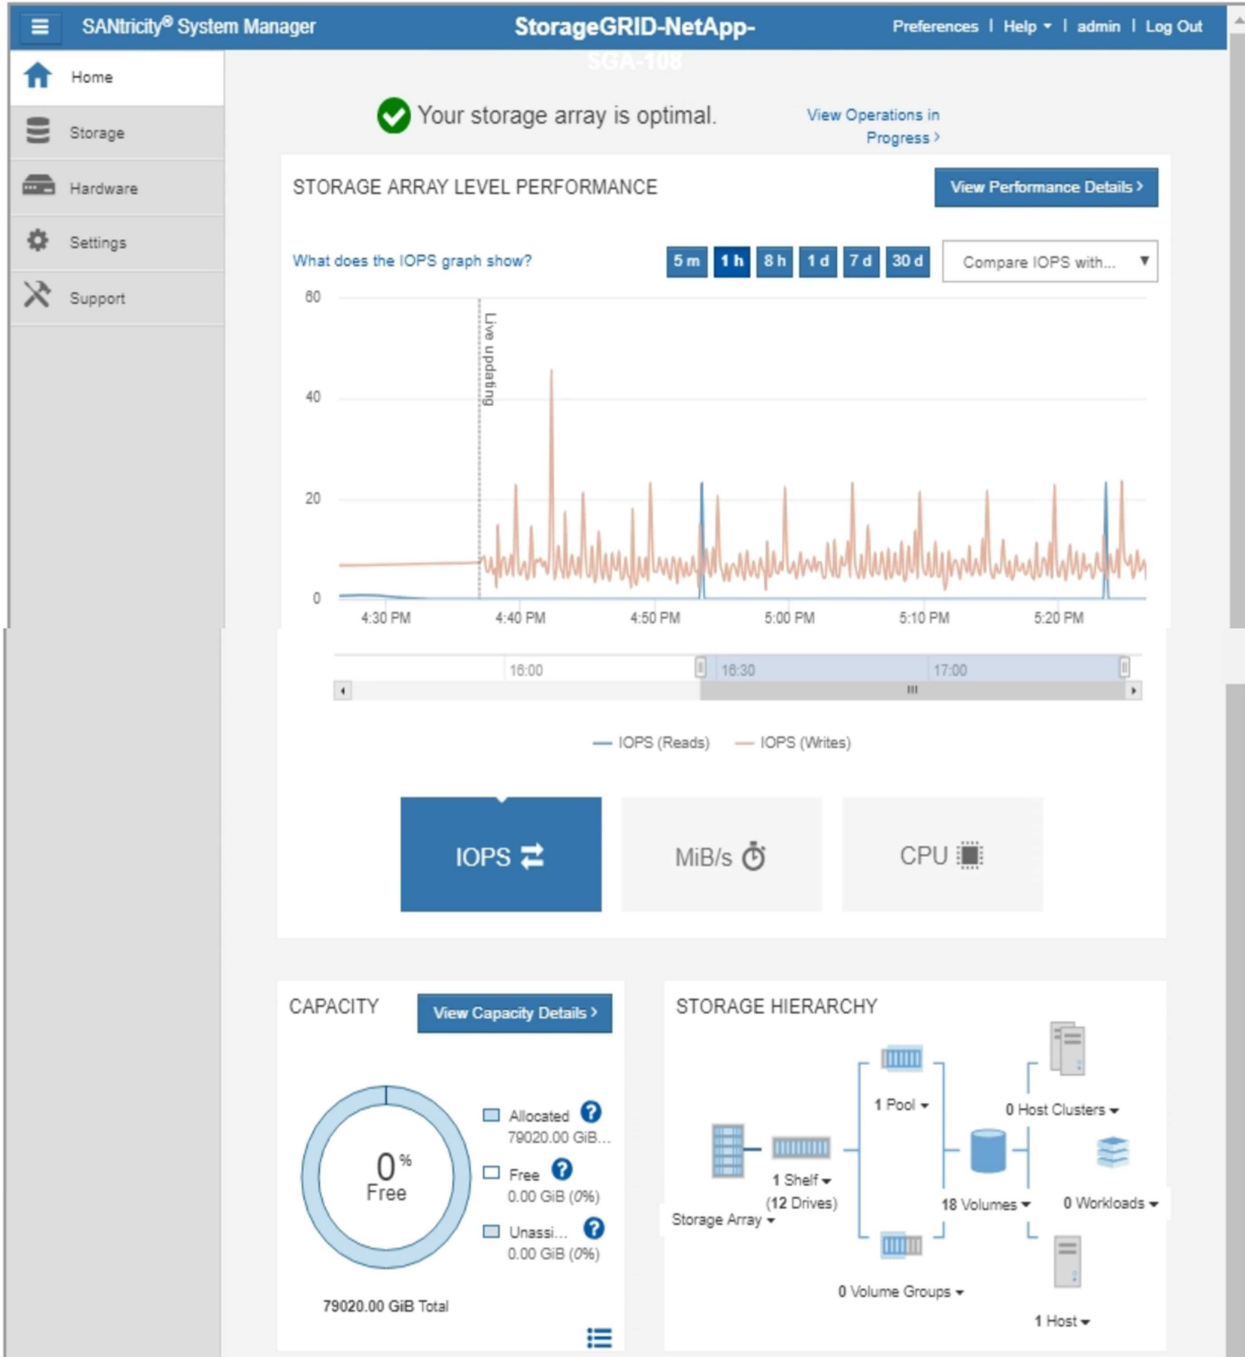 SANtricity® System Manager
StorageGRID-NetApp-
SGA-108
Preferences | Help | admin | Log Out
Home
Storage
Hardware
Settings
Support
Your storage array is optimal.
View Operations in
Progress >
STORAGE ARRAY LEVEL PERFORMANCE
View Performance Details >
What does the IOPS graph show?
5 m 1 h 8 h 1 d 7 d 30 d
Compare IOPS with...
60
40
20
0
Live updating
4:30 PM 4:40 PM 4:50 PM 5:00 PM 5:10 PM 5:20 PM
16:00 16:30 17:00
IOPS (Reads) IOPS (Writes)
IOPS
MiB/s
CPU
CAPACITY
View Capacity Details >
0%
Free
Allocated ?
79020.00 GiB...
Free ?
0.00 GiB (0%)
Unassi... ?
0.00 GiB (0%)
79020.00 GiB Total
STORAGE HIERARCHY
Storage Array
1 Shelf
(12 Drives)
1 Pool
0 Volume Groups
18 Volumes
0 Host Clusters
0 Workloads
1 Host